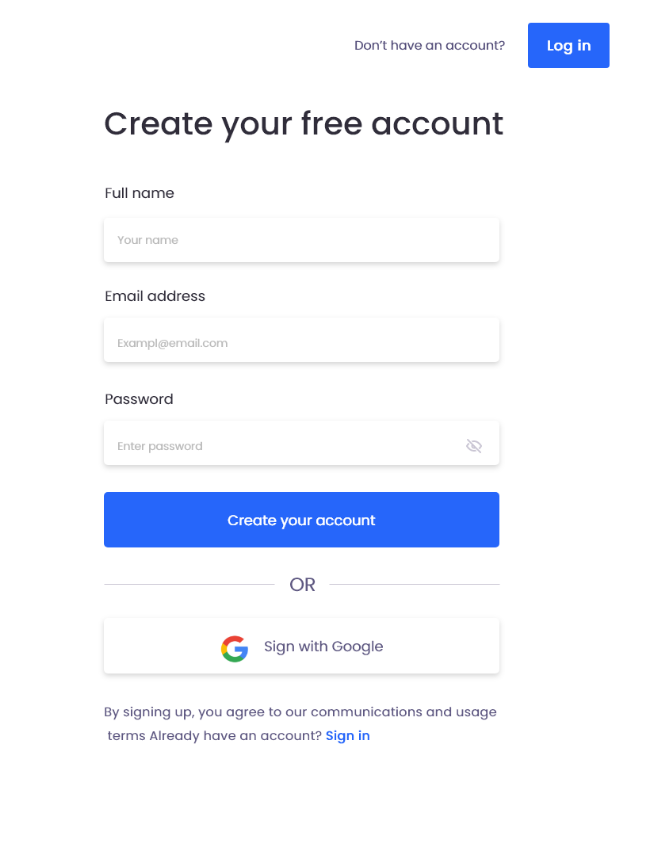 Don't have an account?
Log in
Create your free account
Full name
Your name
Email address
Exampl@email.com
Password
Enter password
Create your account
OR
Sign with Google
By signing up, you agree to our communications and usage
terms Already have an account? Sign in